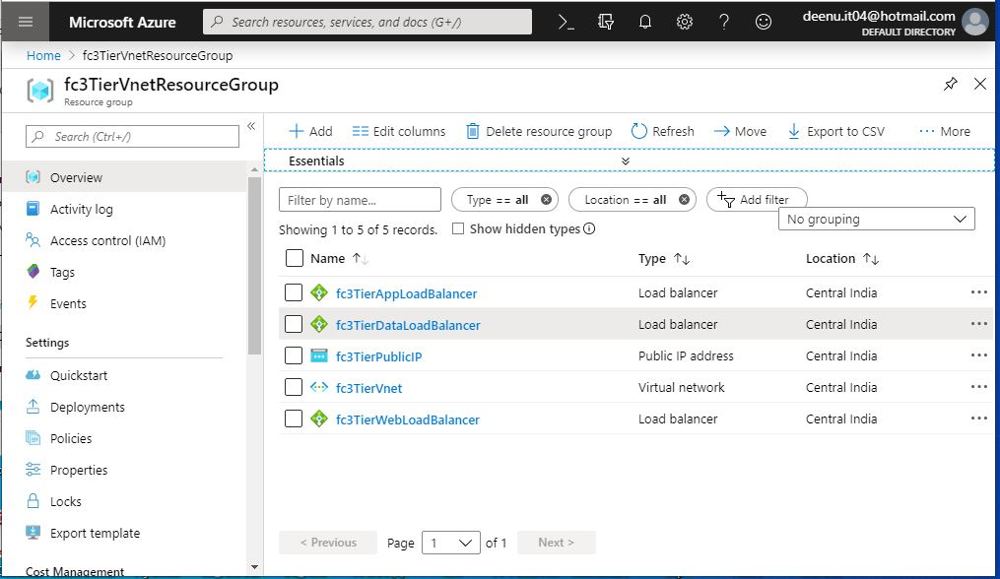 Microsoft Azure
Search resources, services, and docs (G+/)
deenu.it04@hotmail.com
DEFAULT DIRECTORY
Home > fc3TierVnetResourceGroup
fc3TierVnetResourceGroup
Resource group
Search (Ctrl+/)
Overview
Activity log
Access control (IAM)
Tags
Events
Settings
Quickstart
Deployments
Policies
Properties
Locks
Export template
Cost Management
Add Edit columns Delete resource group Refresh Move Export to CSV ··· More
Essentials
Filter by name... Type == all Location == all Add filter
No grouping
Showing 1 to 5 of 5 records. Show hidden types
Name Type Location
fc3TierAppLoadBalancer Load balancer Central India
fc3TierDataLoadBalancer Load balancer Central India
fc3TierPublicIP Public IP address Central India
fc3TierVnet Virtual network Central India
fc3TierWebLoadBalancer Load balancer Central India
< Previous Page 1 of 1 Next >